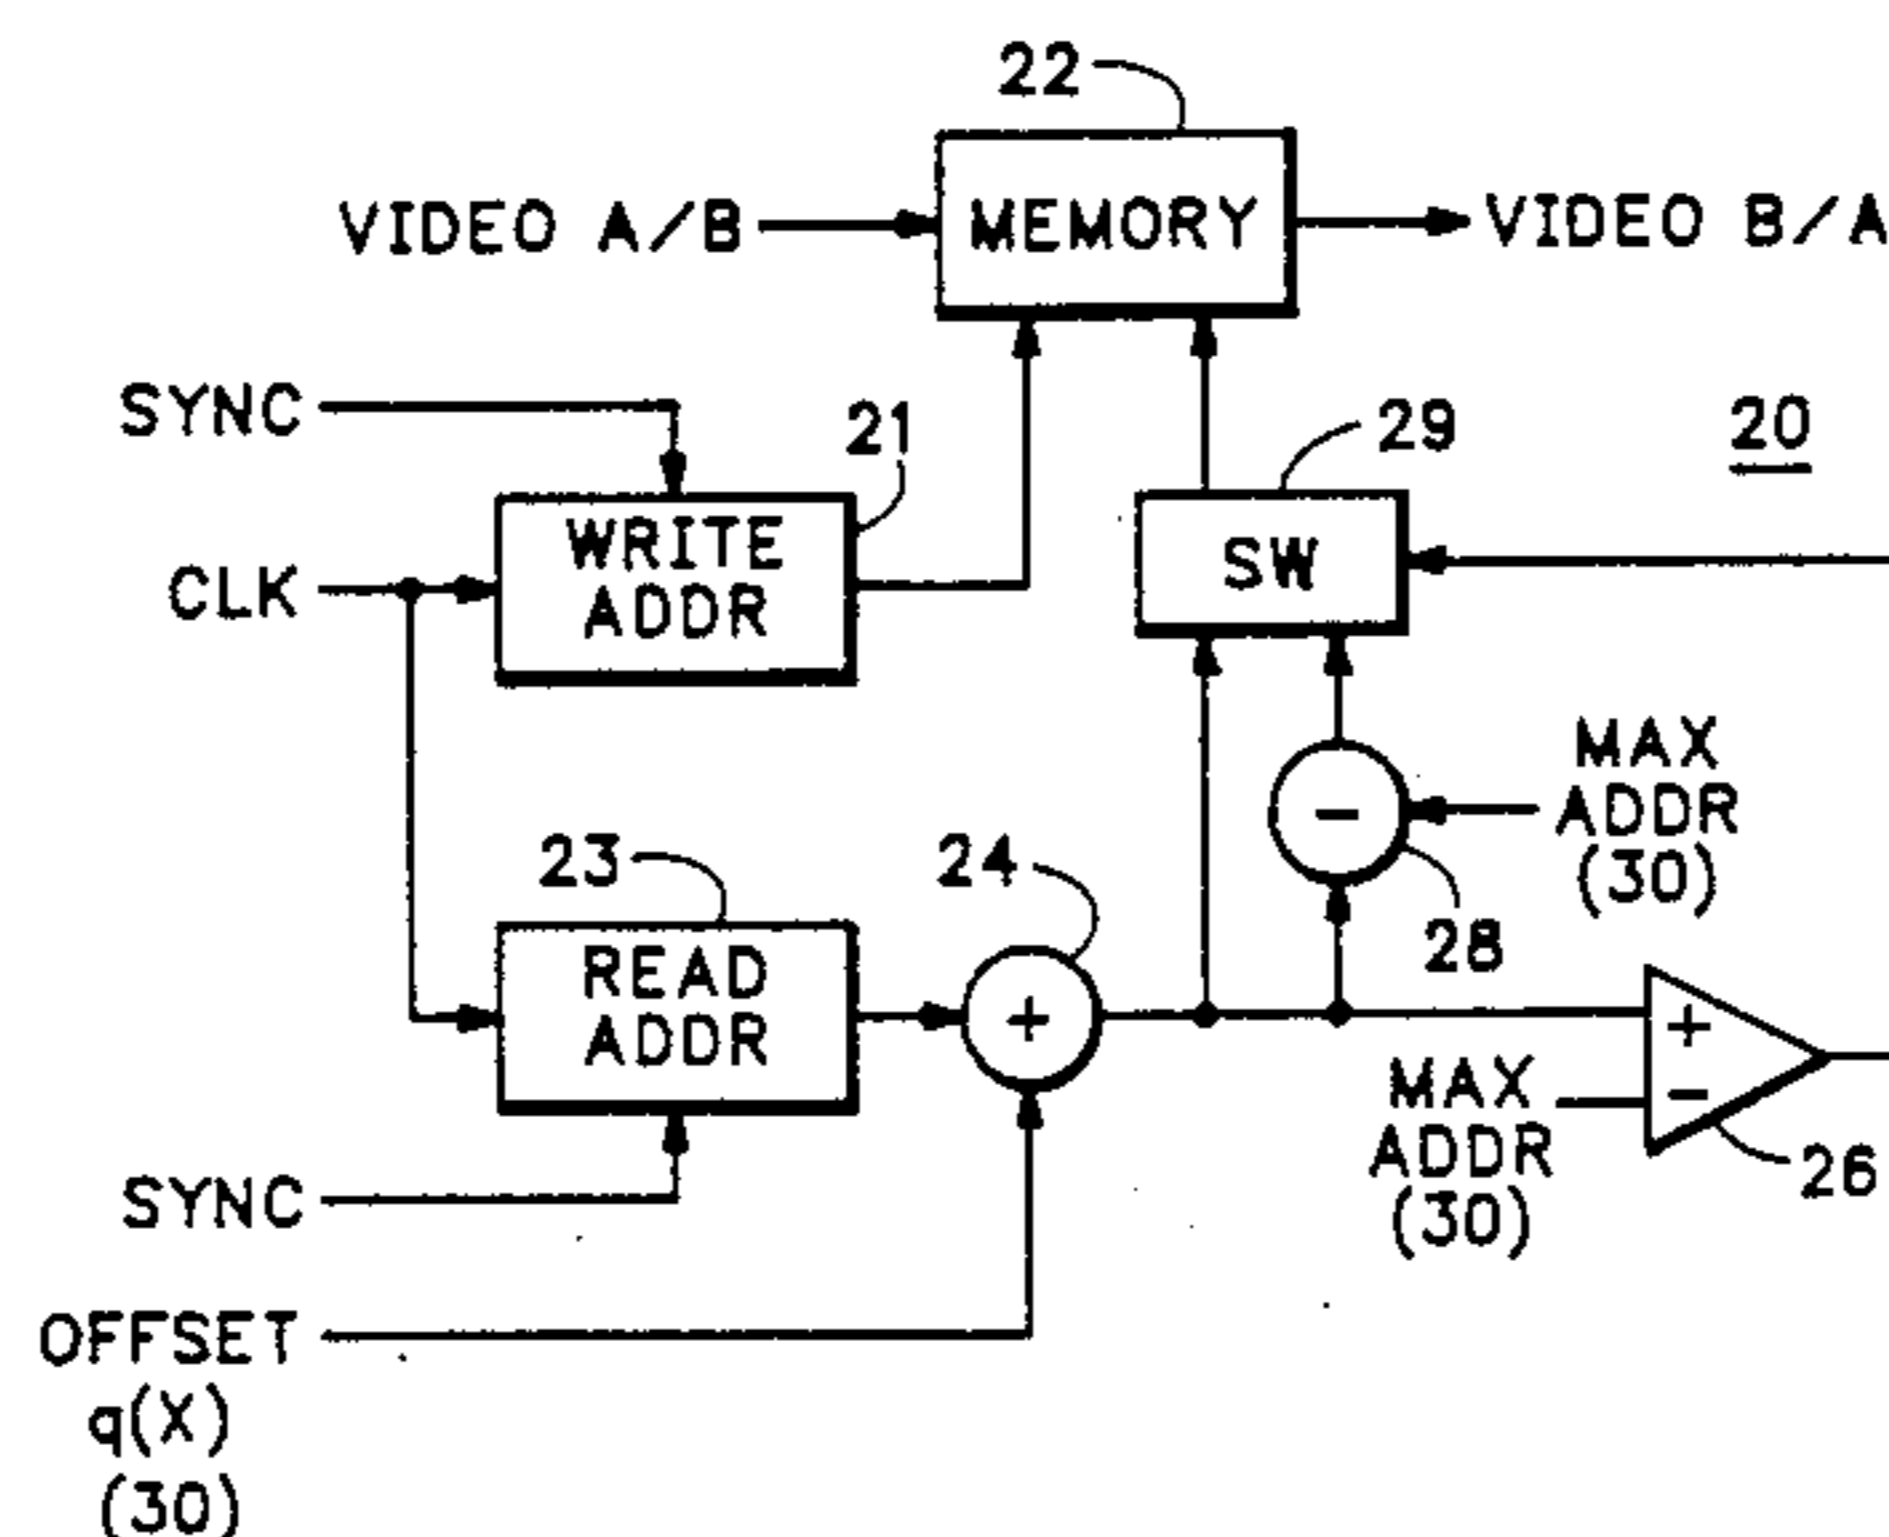 22
VIDEO A/B
MEMORY
VIDEO B/A
SYNC
21
29
20
WRITE
ADDR
CLK
SW
MAX
ADDR
(30)
-
23
24
28
READ
ADDR
+
+
-
MAX
ADDR
(30)
26
SYNC
OFFSET
q(X)
(30)